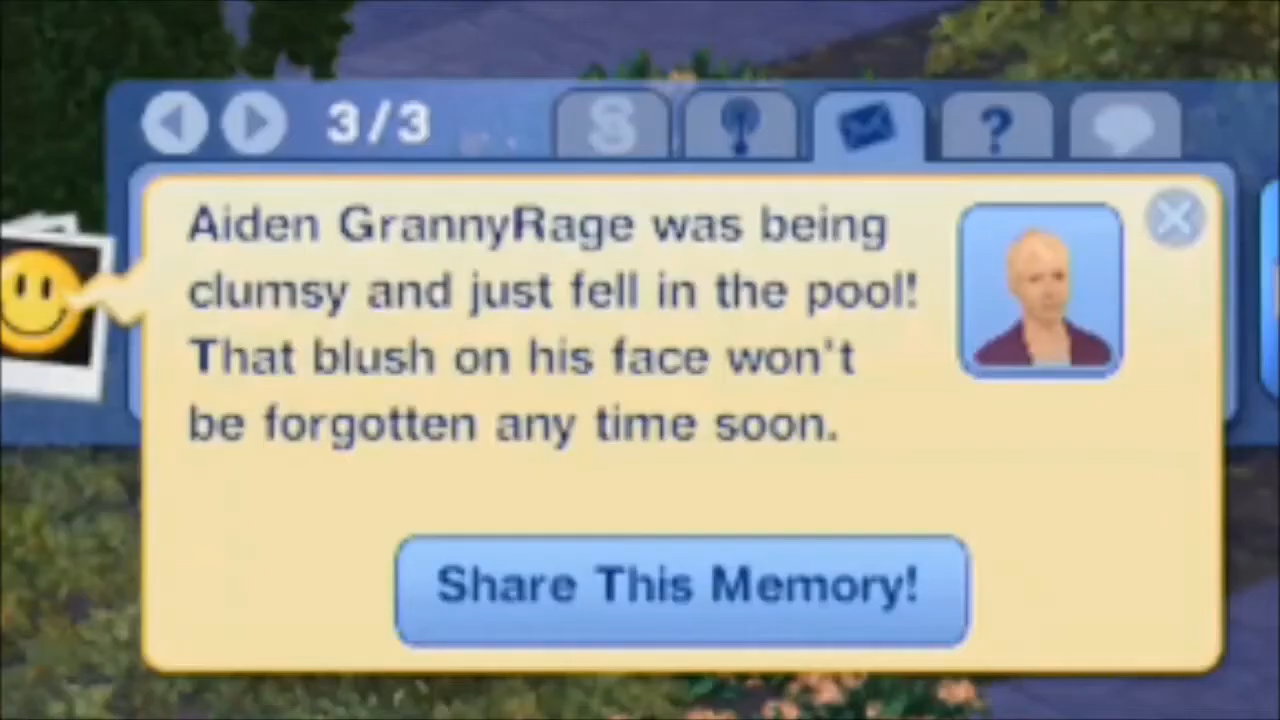 3/3
S
?
Aiden GrannyRage was being
clumsy and just fell in the pool!
That blush on his face won't
be forgotten any time soon.
Share This Memory!